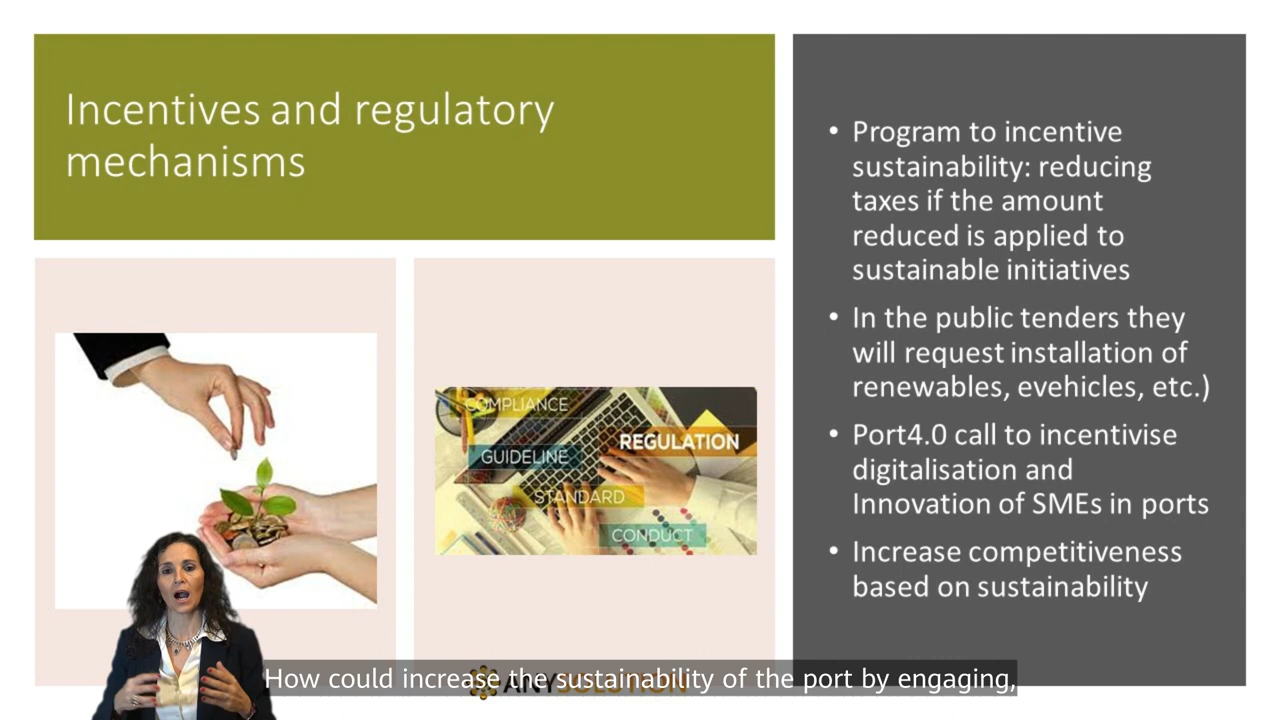 Incentives and regulatory
mechanisms
• Program to incentive
sustainability: reducing
taxes if the amount
reduced is applied to
sustainable initiatives
• In the public tenders they
will request installation of
renewables, evehicles, etc.)
• Port4.0 call to incentivise
digitalisation and
Innovation of SMEs in ports
• Increase competitiveness
based on sustainability
COMPLIANCE
REGULATION
GUIDELINE
STANDARD
CONDUCT
ANYSOLUTION
How could increase the sustainability of the port by engaging,